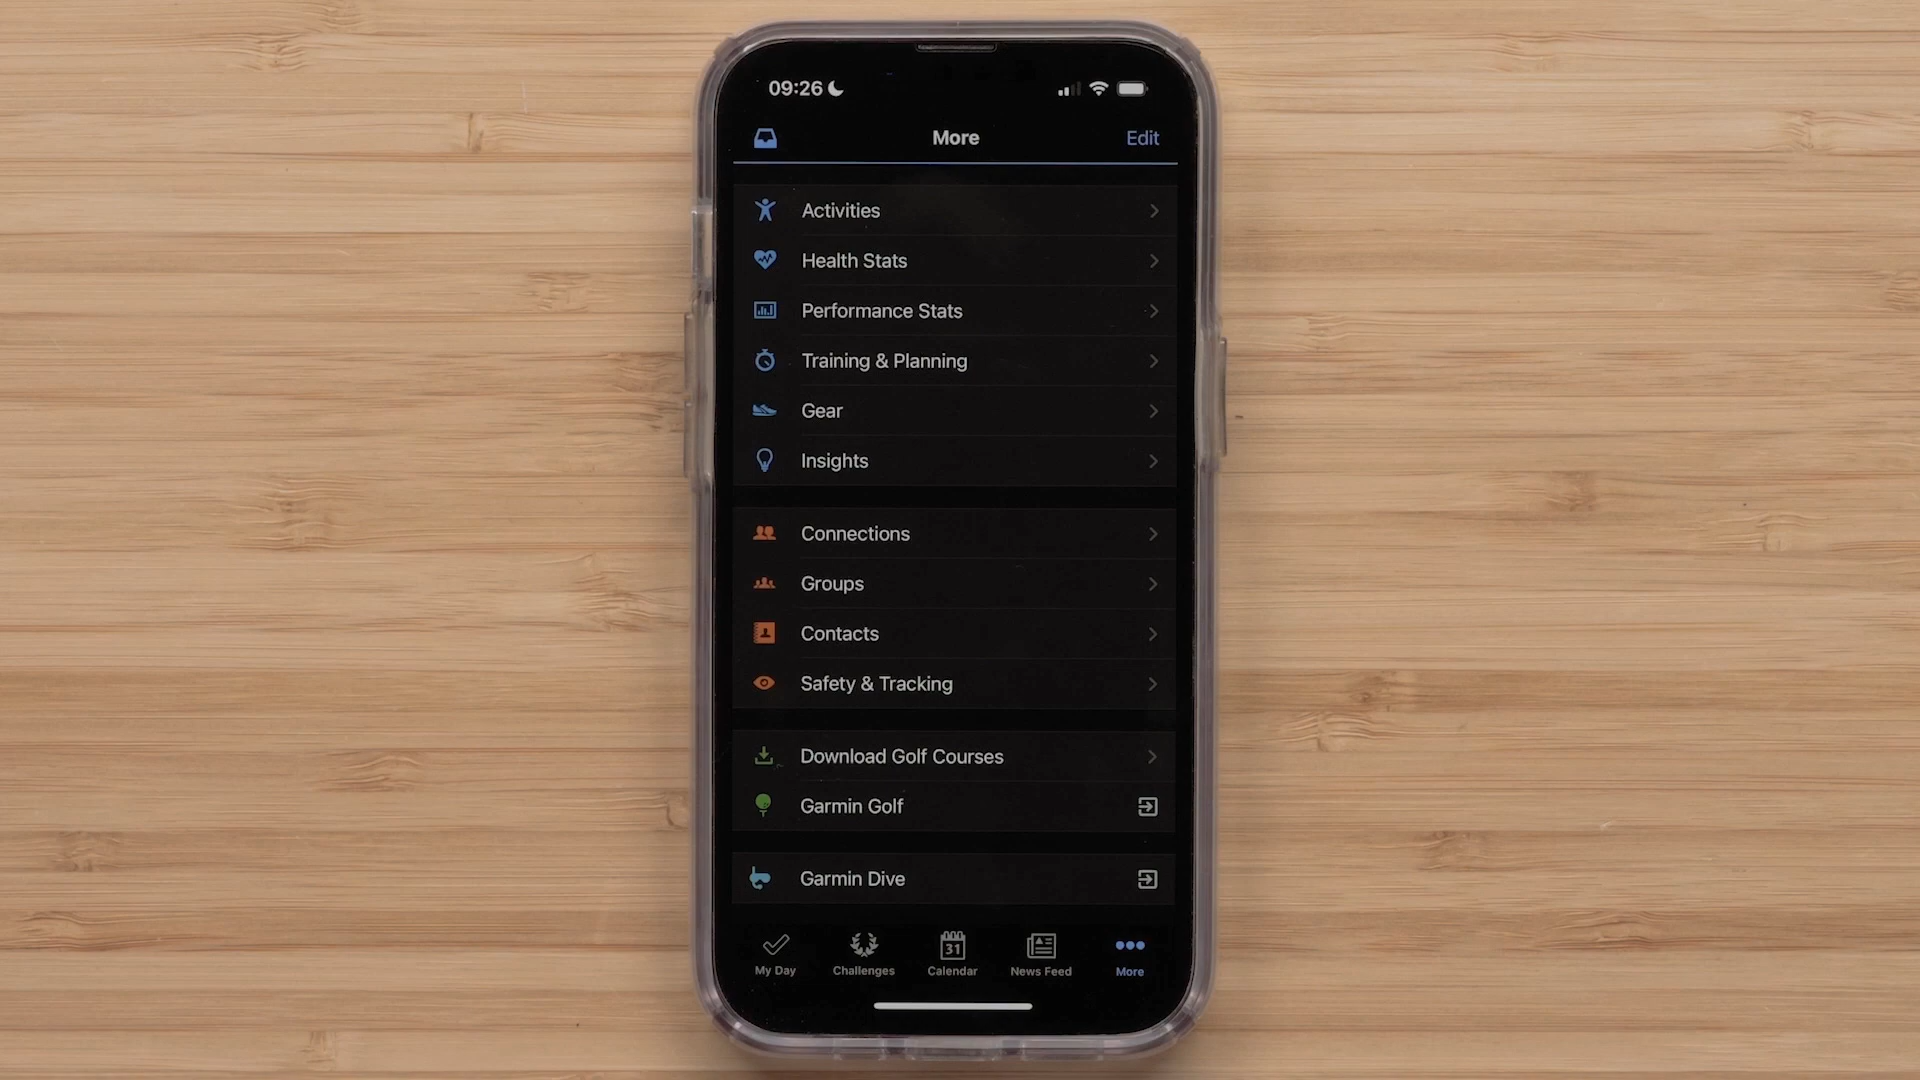 09:26
More
Edit
Activities
Health Stats
Performance Stats
Training & Planning
Gear
Insights
Connections
Groups
Contacts
Safety & Tracking
Download Golf Courses
Garmin Golf
Garmin Dive
31
My Day
Challenges
Calendar
News Feed
More